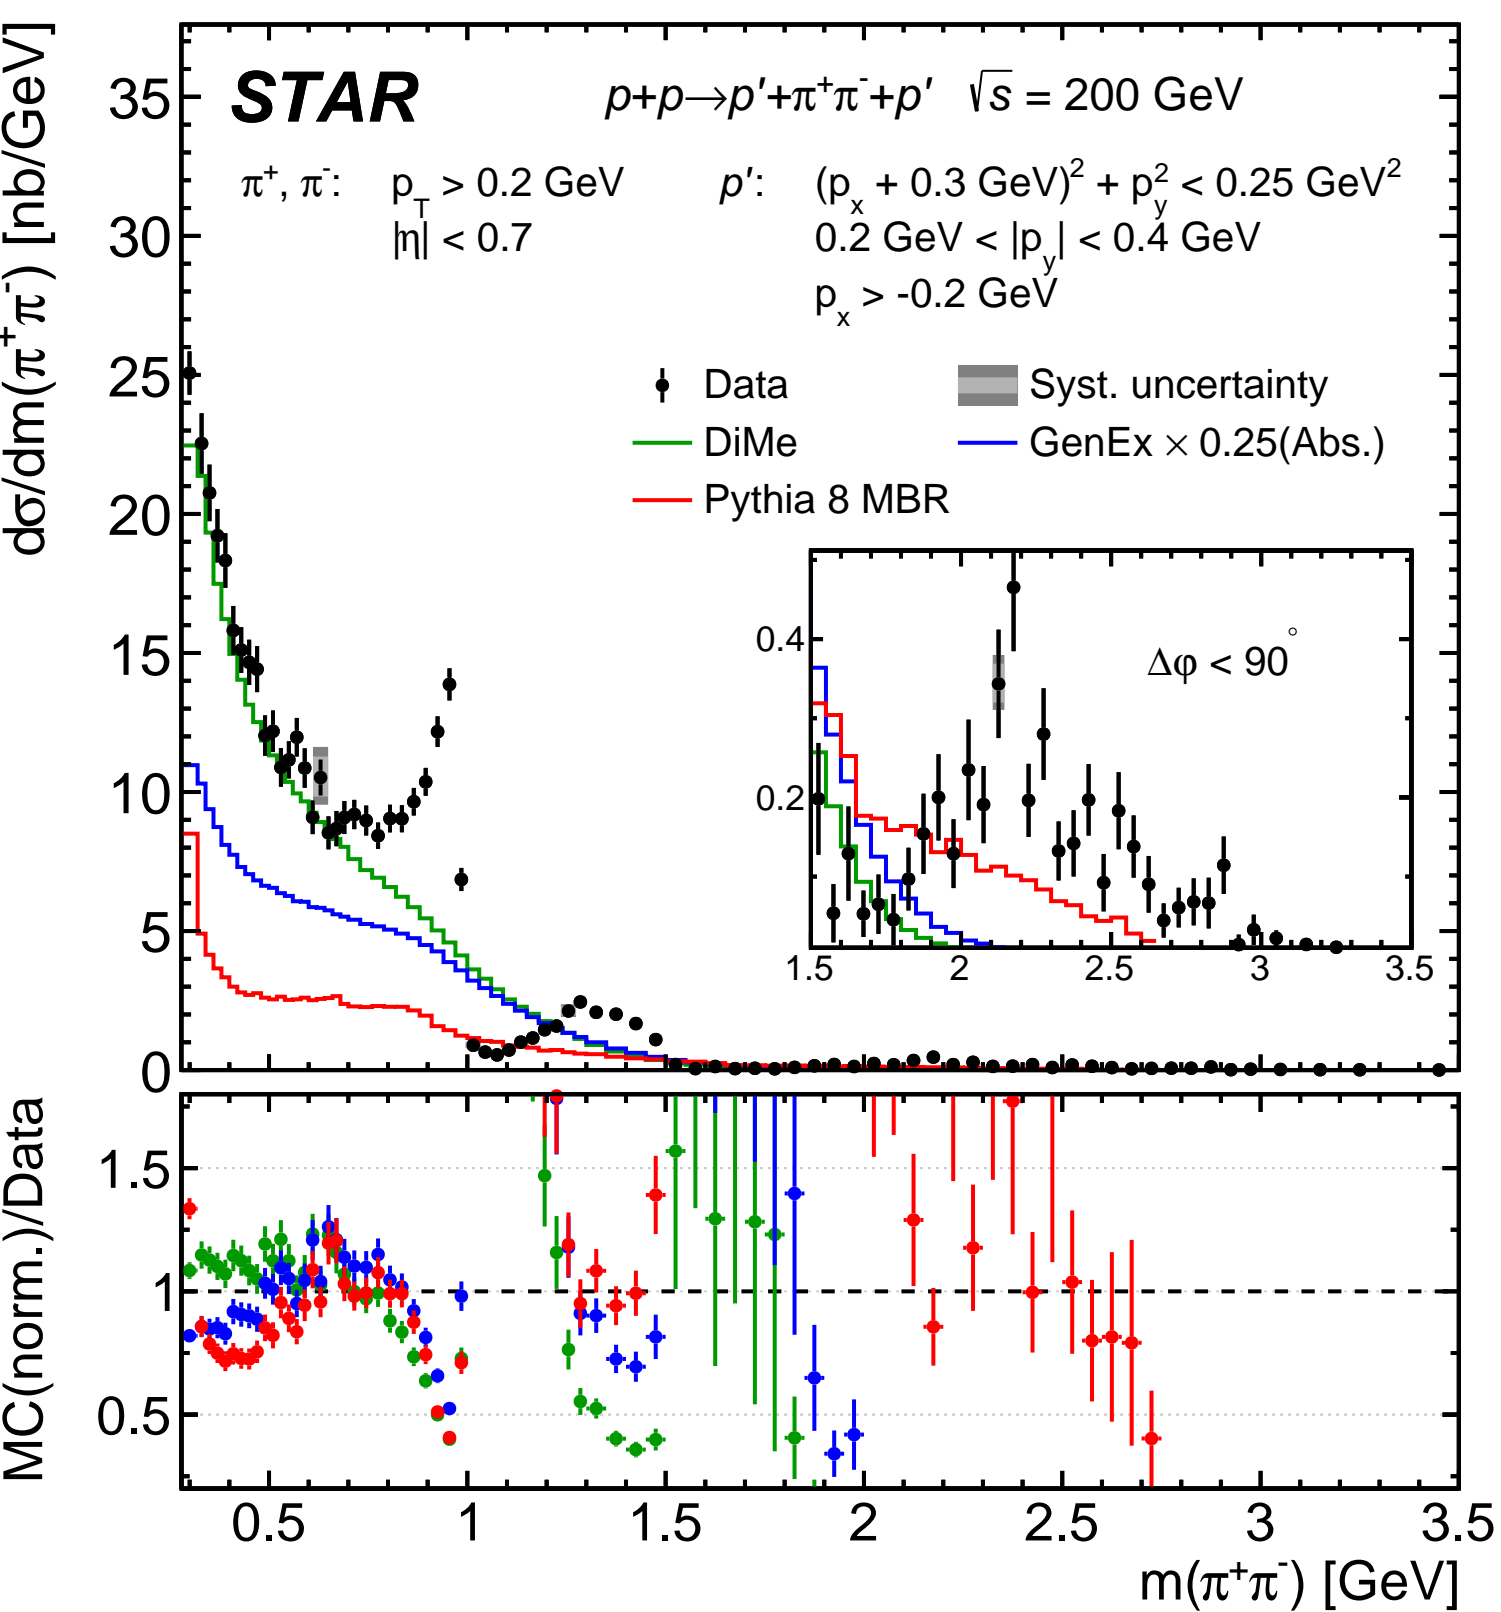 STAR
p+p→p′+π⁺π⁻+p′ √s = 200 GeV
π⁺, π⁻: p_T > 0.2 GeV
|η| < 0.7
p′: (p_x + 0.3 GeV)² + p_y² < 0.25 GeV²
0.2 GeV < |p_y| < 0.4 GeV
p_x > -0.2 GeV
Data
Syst. uncertainty
DiMe
GenEx × 0.25(Abs.)
Pythia 8 MBR
dσ/dm(π⁺π⁻) [nb/GeV]
35
30
25
20
15
10
5
0
Δφ < 90°
0.4
0.2
1.5 2 2.5 3 3.5
MC(norm.)/Data
1.5
1
0.5
0.5 1 1.5 2 2.5 3 3.5
m(π⁺π⁻) [GeV]